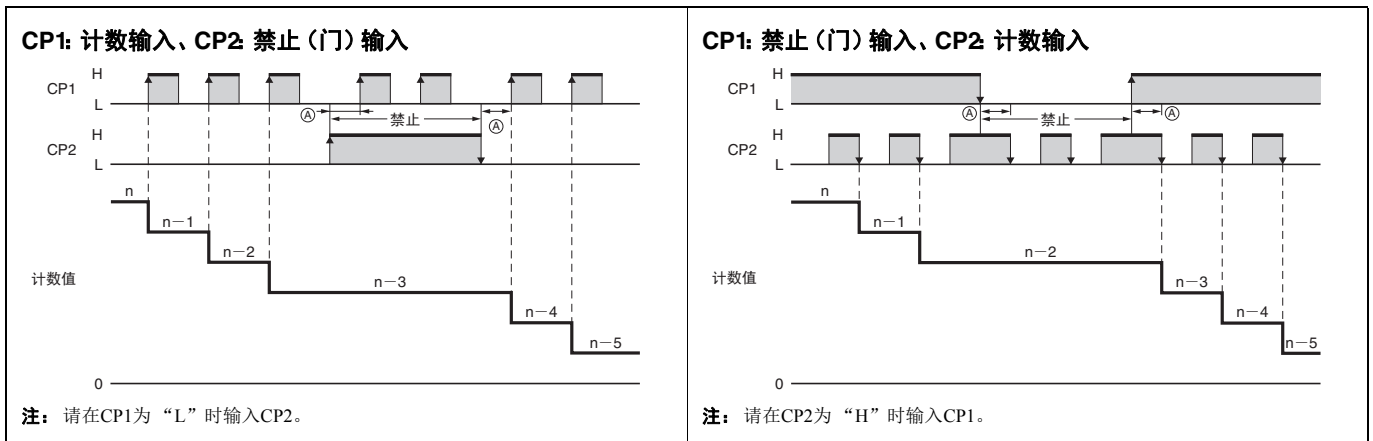 CP1: 计数输入、CP2: 禁止（门）输入
CP1
H
L
Ⓐ
禁止
Ⓐ
CP2
H
L
n
n－1
n－2
n－3
n－4
n－5
计数值
0
注： 请在CP1为 “L”时输入CP2。
CP1: 禁止（门）输入、CP2: 计数输入
CP1
H
L
Ⓐ
禁止
Ⓐ
CP2
H
L
n
n－1
n－2
n－3
n－4
n－5
计数值
0
注： 请在CP2为 “H”时输入CP1。